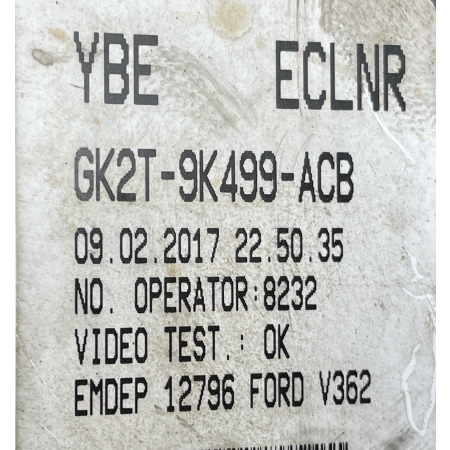 YBE ECLNR
GK2T-9K499-ACB
09.02.2017 22.50.35
NO. OPERATOR:8232
VIDEO TEST.: OK
EMDEP 12796 FORD V362